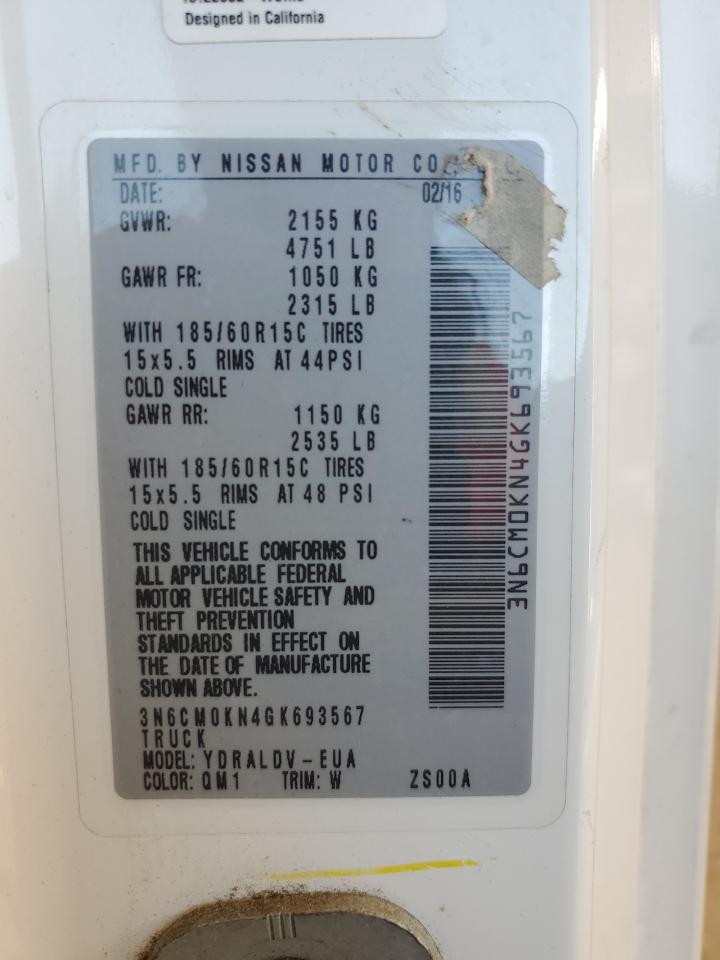 Designed in California
MFD. BY NISSAN MOTOR CO.,
DATE: 02/16
GVWR: 2155 KG
4751 LB
GAWR FR: 1050 KG
2315 LB
WITH 185/60R15C TIRES
15x5.5 RIMS AT 44PSI
COLD SINGLE
GAWR RR: 1150 KG
2535 LB
WITH 185/60R15C TIRES
15x5.5 RIMS AT 48 PSI
COLD SINGLE
THIS VEHICLE CONFORMS TO
ALL APPLICABLE FEDERAL
MOTOR VEHICLE SAFETY AND
THEFT PREVENTION
STANDARDS IN EFFECT ON
THE DATE OF MANUFACTURE
SHOWN ABOVE.
3N6CM0KN4GK693567
TRUCK
MODEL: YDRALDV-EUA
COLOR: QM1 TRIM: W ZS00A
3N6CM0KN4GK693567